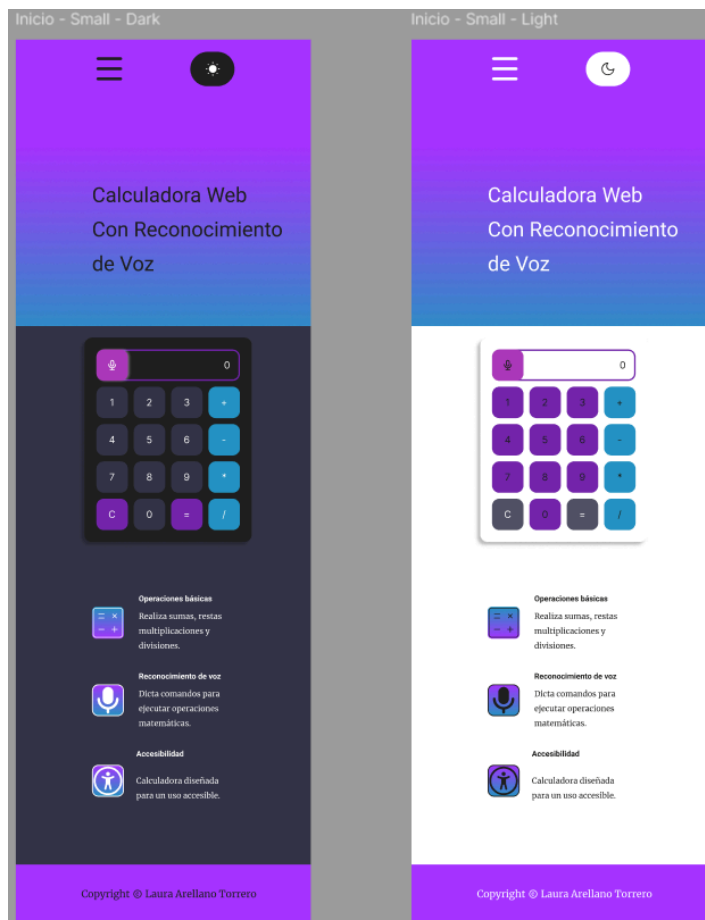 Inicio - Small - Dark
Calculadora Web
Con Reconocimiento
de Voz
0
1 2 3 +
4 5 6 -
7 8 9 *
C 0 = /
Operaciones básicas
Realiza sumas, restas
multiplicaciones y
divisiones.
Reconocimiento de voz
Dicta comandos para
ejecutar operaciones
matemáticas.
Accesibilidad
Calculadora diseñada
para un uso accesible.
Copyright © Laura Arellano Torrero
Inicio - Small - Light
Calculadora Web
Con Reconocimiento
de Voz
0
1 2 3 +
4 5 6 -
7 8 9 *
C 0 = /
Operaciones básicas
Realiza sumas, restas
multiplicaciones y
divisiones.
Reconocimiento de voz
Dicta comandos para
ejecutar operaciones
matemáticas.
Accesibilidad
Calculadora diseñada
para un uso accesible.
Copyright © Laura Arellano Torrero